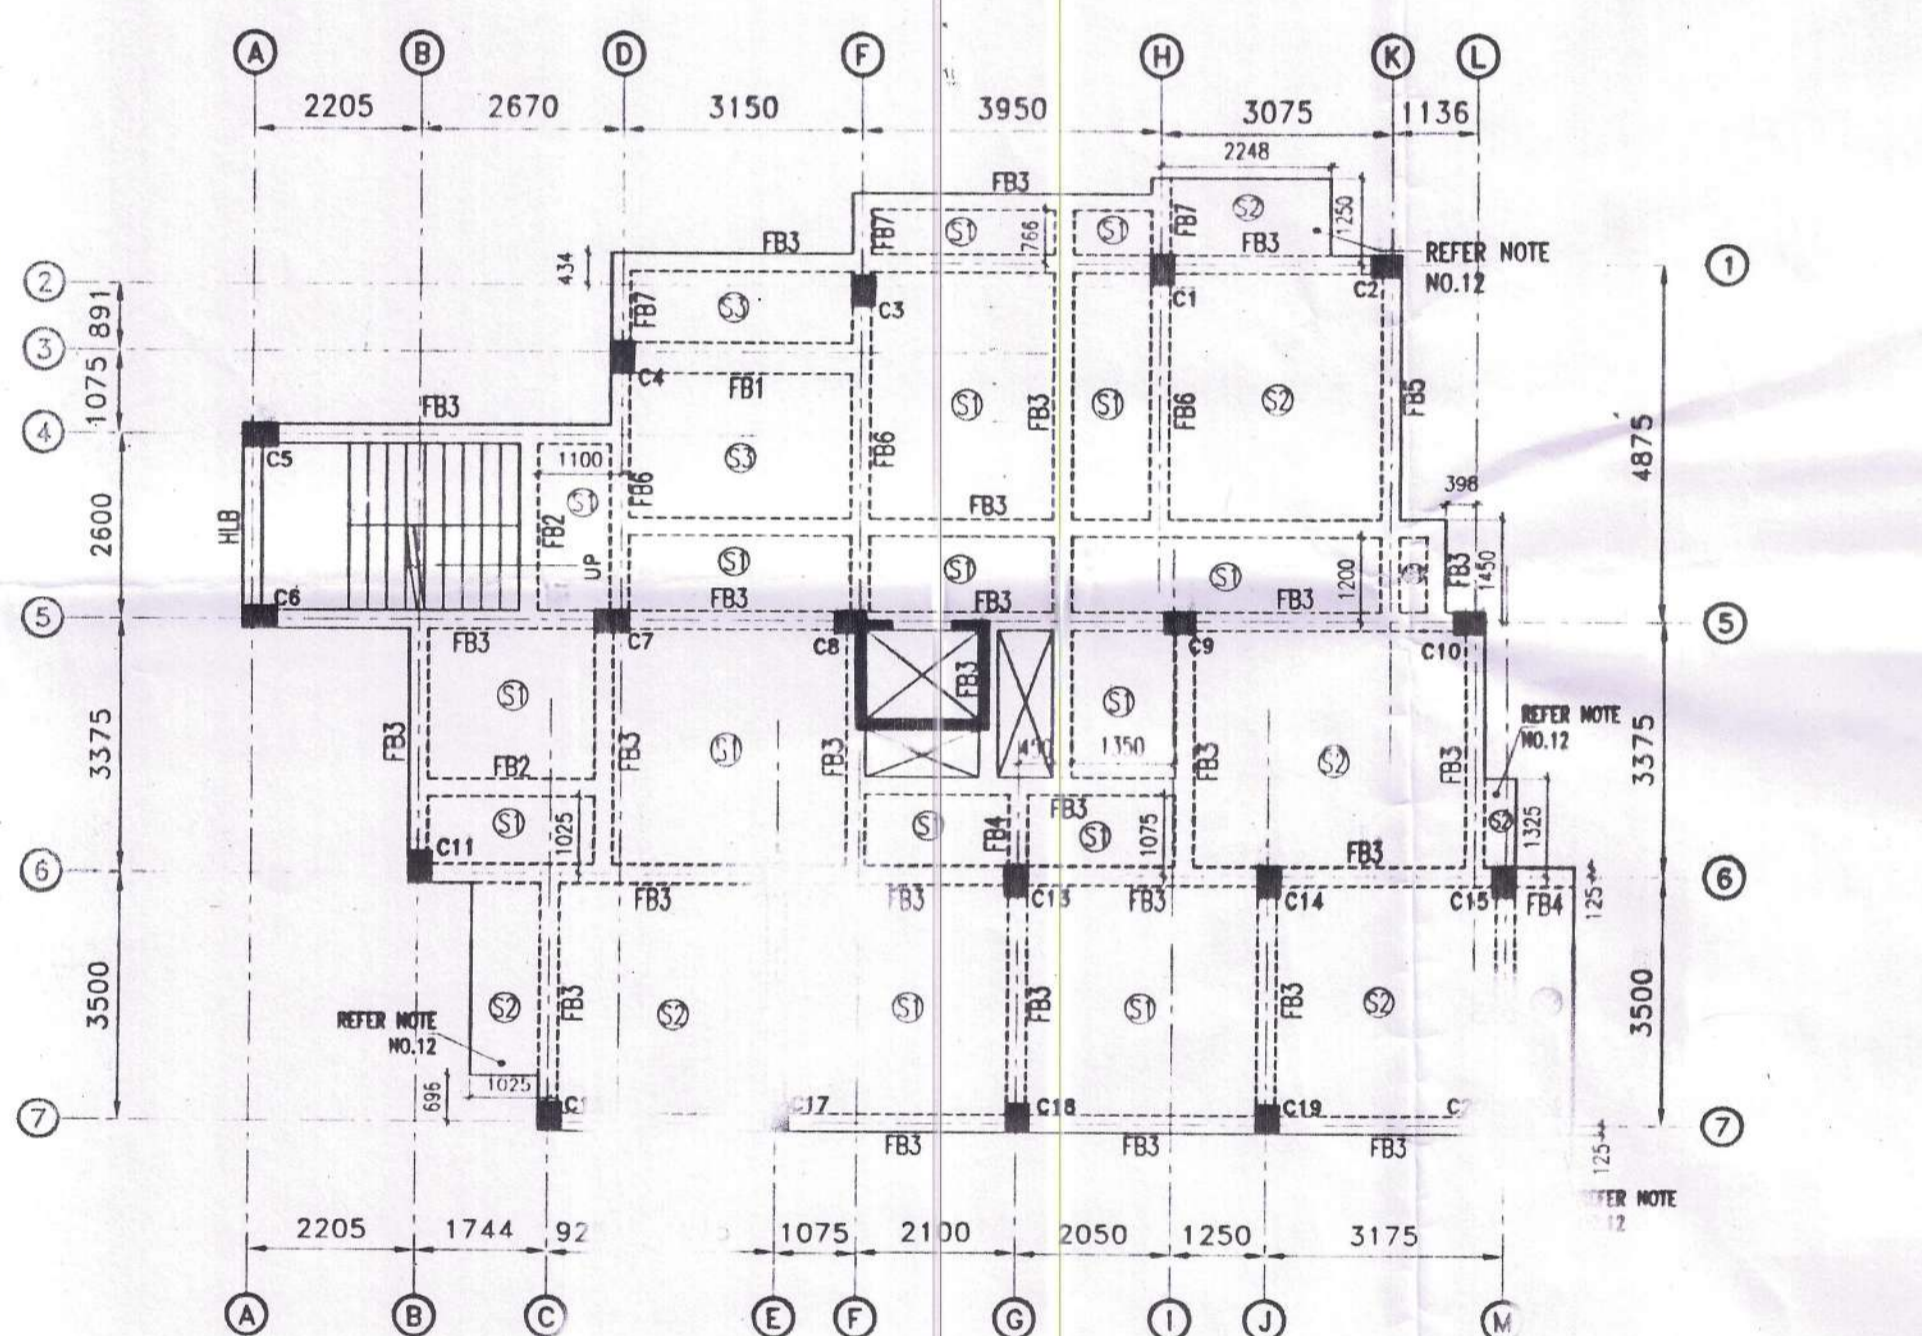 A B D F H K L
2205 2670 3150 3950 3075 1136
2248
FB3
S2
FB7 S1 766 S1 FB7 1250
FB3 FB3
434
REFER NOTE
NO.12
2 1
C3 C1 C2
FB7 S3
891
3
C4
FB1
1075
FB3
S1 FB3 S1 FB6 S2 FB5
4
C5 1100 S3 FB6 FB6 4875
S1 FB6
398
2600 HLB FB2 FB3
UP S1 S1 S1 1200 FB3 1450
C6 FB3 FB3 FB3
5 5
FB3 C7 C8 C9 C10
S1 FB3 S1
3375 FB3 FB3 S1 FB3 1350 FB3 S2 FB3 3375
REFER NOTE
NO.12
FB2
S1 1025 S1 FB4 FB3 S1 1075 S2 1325
C11 FB3
6 6
FB3 FB3 C13 FB3 C14 C15 FB4 125
3500 S2 FB3 S2 S1 FB3 S1 FB3 S2 3500
REFER NOTE
NO.12
1025
696
7 C17 C18 C19 7
FB3 FB3 FB3 125
NOTE
12
2205 1744 92 1075 2100 2050 1250 3175
A B C E F G I J M